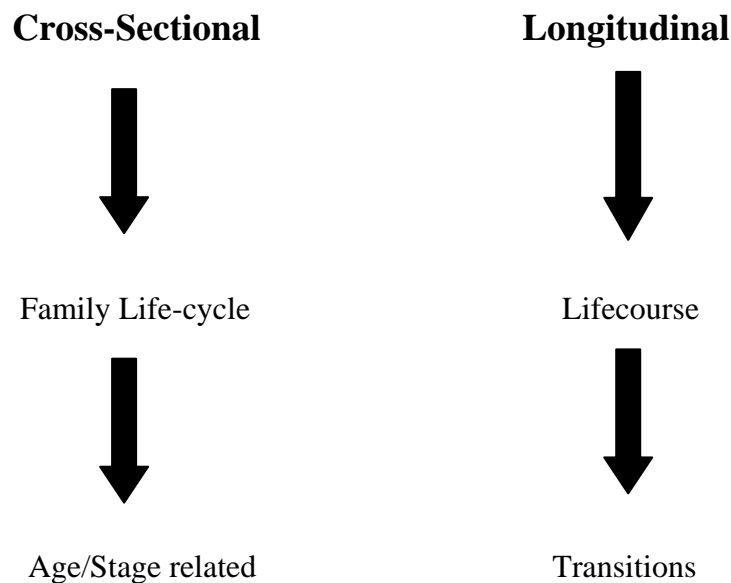 Cross-Sectional
Longitudinal
Family Life-cycle
Lifecourse
Age/Stage related
Transitions